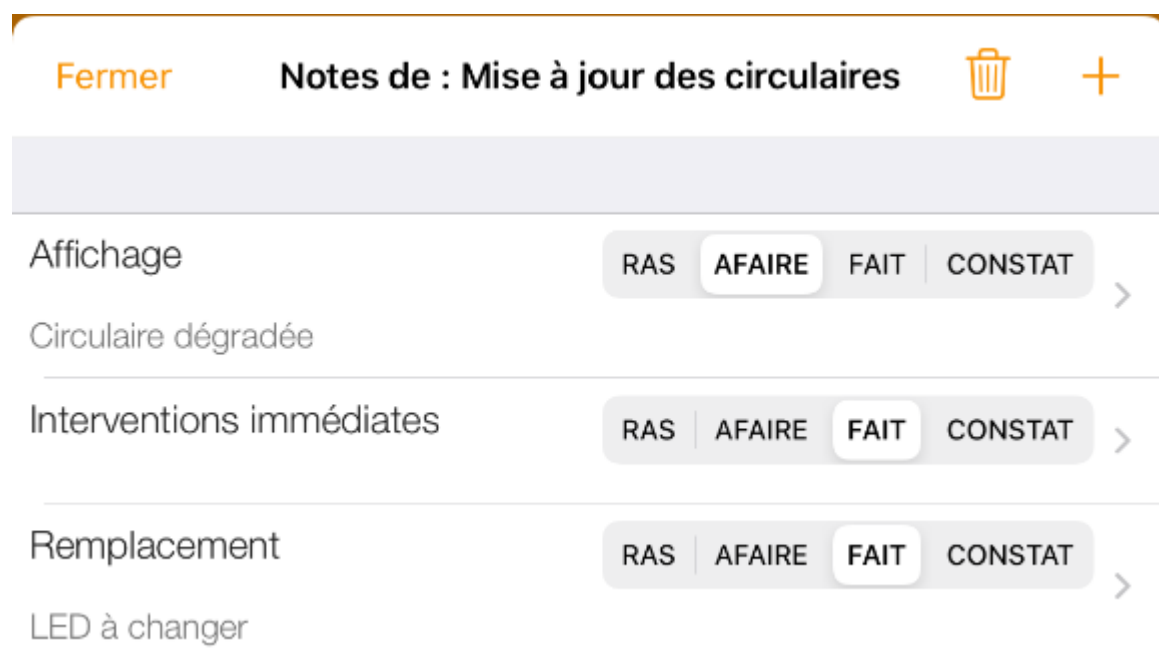 Fermer Notes de : Mise à jour des circulaires
Affichage RAS AFAIRE FAIT CONSTAT
Circulaire dégradée
Interventions immédiates RAS AFAIRE FAIT CONSTAT
Remplacement RAS AFAIRE FAIT CONSTAT
LED à changer